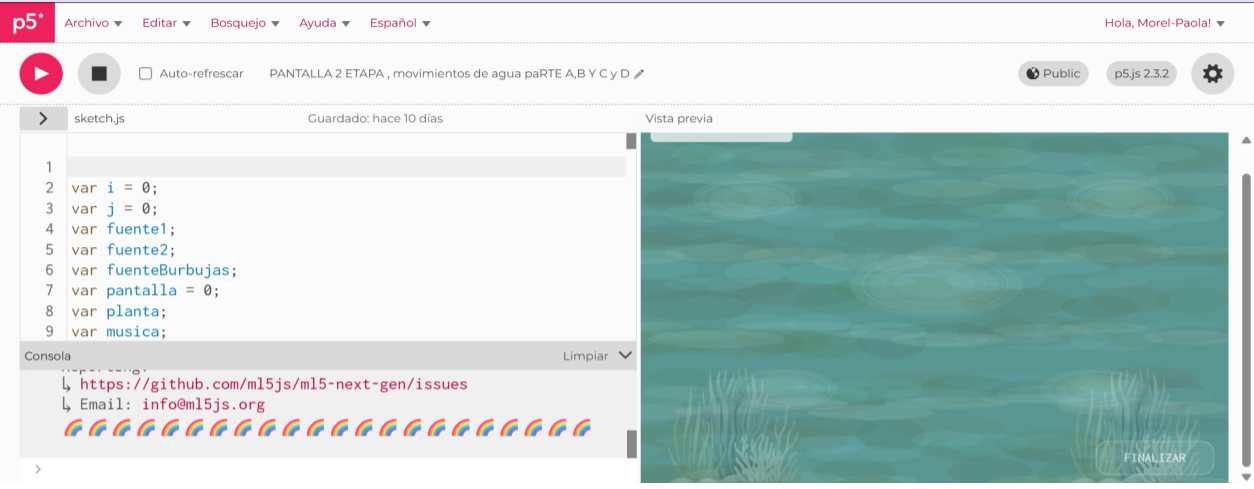 p5* Archivo Editar Bosquejo Ayuda Español Hola, Morel-Paola!
Auto-refrescar PANTALLA 2 ETAPA , movimientos de agua paRTE A,B Y C y D Public p5.js 2.3.2
sketch.js Guardado: hace 10 días Vista previa
1
2 var i = 0;
3 var j = 0;
4 var fuente1;
5 var fuente2;
6 var fuenteBurbujas;
7 var pantalla = 0;
8 var planta;
9 var musica;
Consola Limpiar
↳ https://github.com/ml5js/ml5-next-gen/issues
↳ Email: info@ml5js.org
FINALIZAR